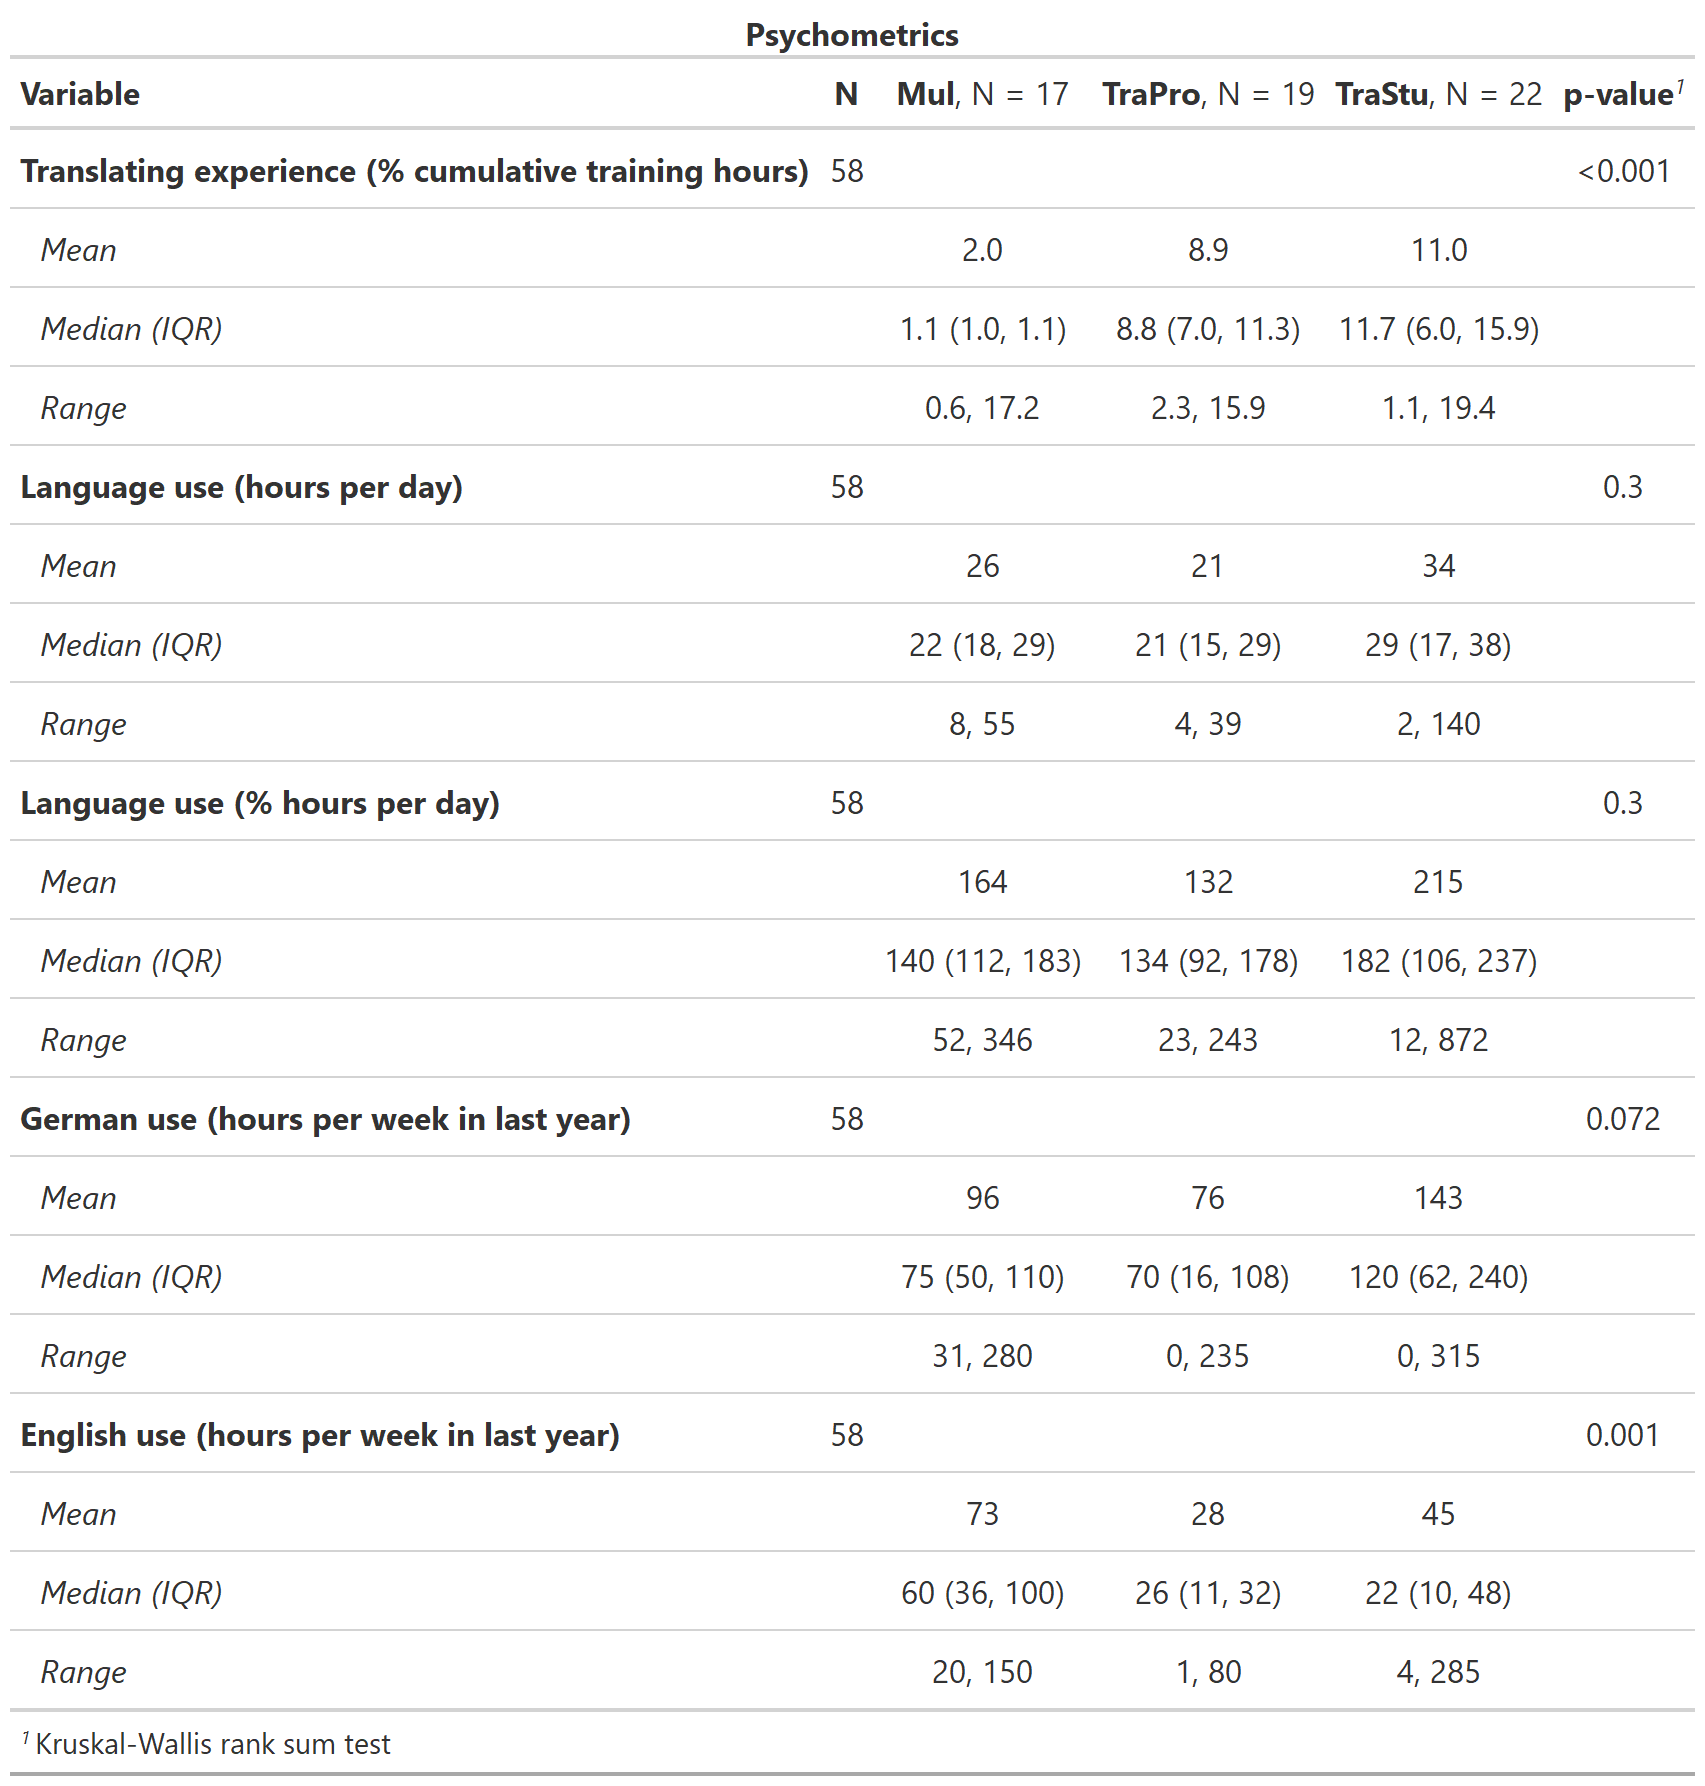 Psychometrics
Variable N Mul, N = 17 TraPro, N = 19 TraStu, N = 22 p-value¹
Translating experience (% cumulative training hours) 58 <0.001
Mean 2.0 8.9 11.0
Median (IQR) 1.1 (1.0, 1.1) 8.8 (7.0, 11.3) 11.7 (6.0, 15.9)
Range 0.6, 17.2 2.3, 15.9 1.1, 19.4
Language use (hours per day) 58 0.3
Mean 26 21 34
Median (IQR) 22 (18, 29) 21 (15, 29) 29 (17, 38)
Range 8, 55 4, 39 2, 140
Language use (% hours per day) 58 0.3
Mean 164 132 215
Median (IQR) 140 (112, 183) 134 (92, 178) 182 (106, 237)
Range 52, 346 23, 243 12, 872
German use (hours per week in last year) 58 0.072
Mean 96 76 143
Median (IQR) 75 (50, 110) 70 (16, 108) 120 (62, 240)
Range 31, 280 0, 235 0, 315
English use (hours per week in last year) 58 0.001
Mean 73 28 45
Median (IQR) 60 (36, 100) 26 (11, 32) 22 (10, 48)
Range 20, 150 1, 80 4, 285
¹ Kruskal-Wallis rank sum test